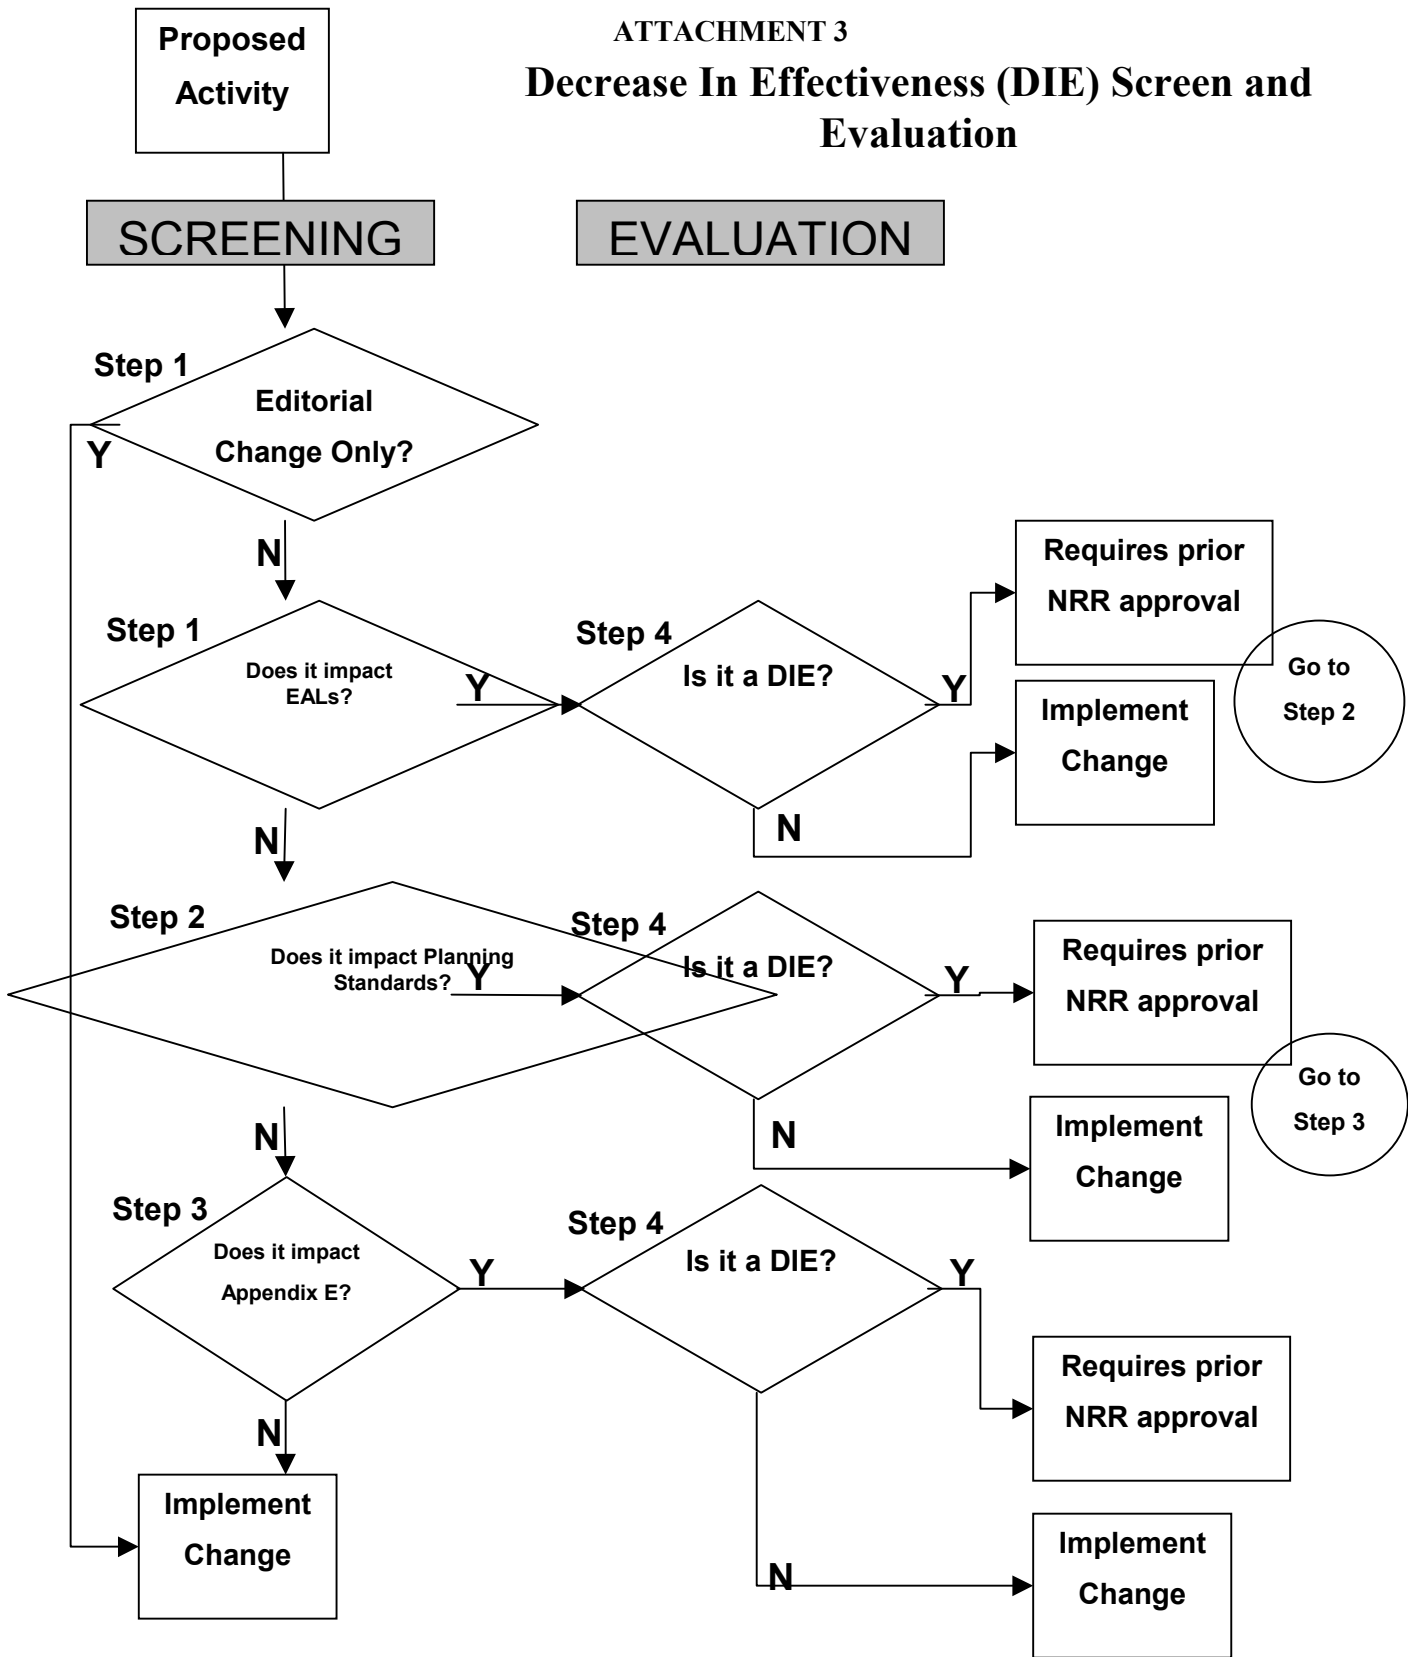 Proposed
Activity
ATTACHMENT 3
Decrease In Effectiveness (DIE) Screen and
Evaluation
SCREENING
EVALUATION
Step 1
Editorial
Change Only?
Y
N
Step 1
Does it impact
EALs?
Y
Step 4
Is it a DIE?
Y
Requires prior
NRR approval
Go to
Step 2
Implement
Change
N
N
Step 2
Does it impact Planning
Standards?
Y
Step 4
Is it a DIE?
Y
Requires prior
NRR approval
Go to
Step 3
Implement
Change
N
N
Step 3
Does it impact
Appendix E?
Y
Step 4
Is it a DIE?
Y
Requires prior
NRR approval
N
Implement
Change
N
Implement
Change